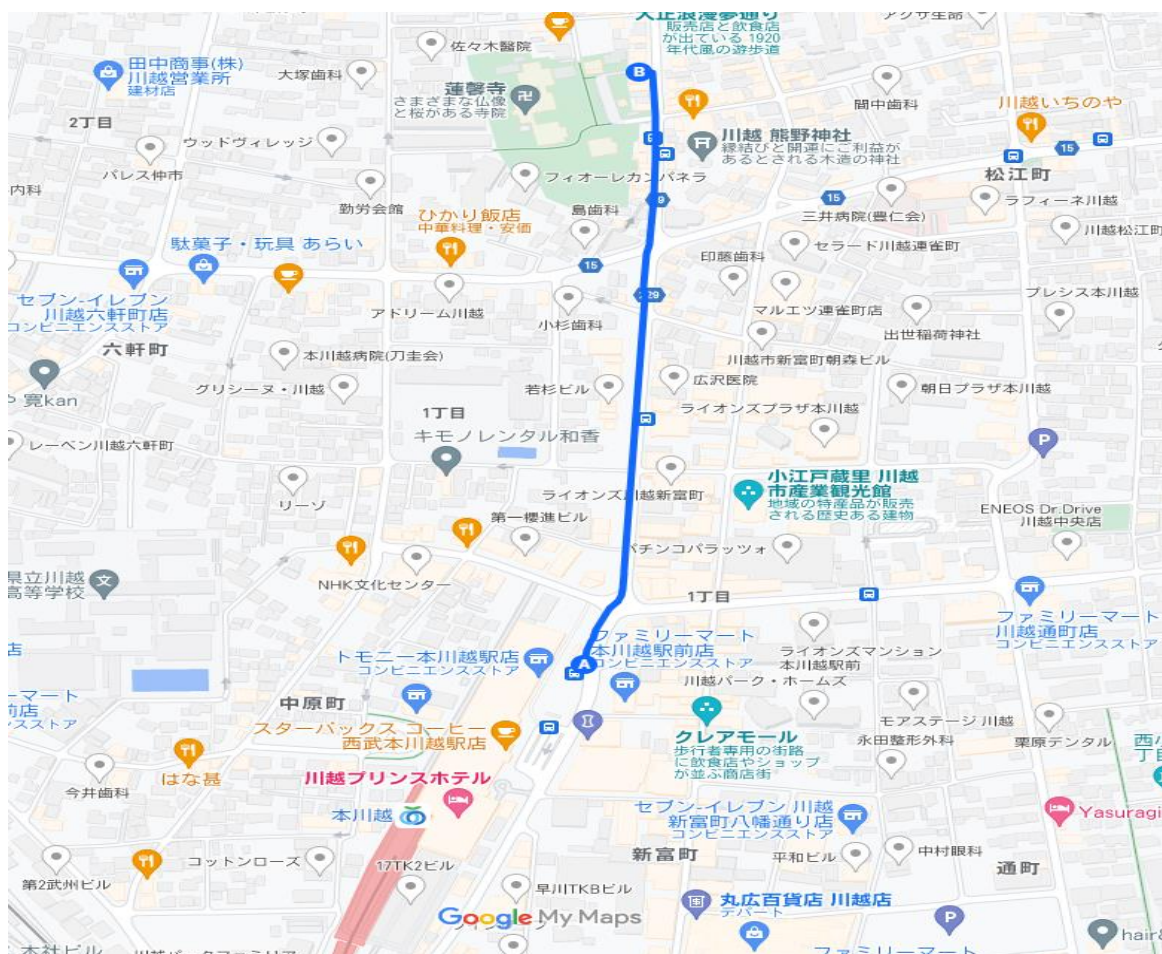 アクサ生命
大正浪漫夢通り
販売店と飲食店
が出ている 1920
年代風の遊歩道
佐々木醫院
田中商事(株)
川越営業所
建材店
大塚歯科
蓮馨寺
さまざまな仏像
と桜がある寺院
間中歯科
川越いちのや
2丁目
ウッドヴィレッジ
川越 熊野神社
縁結びと開運にご利益が
あるとされる木造の神社
15
パレス仲市
フィオーレカンパネラ
松江町
内科
勤労会館
島歯科
15
三井病院(豊仁会)
ラフィーネ川越
ひかり飯店
中華料理・安価
川越松江町
駄菓子・玩具 あらい
セラード川越連雀町
印藤歯科
15
セブン-イレブン
川越六軒町店
コンビニエンスストア
アドリーム川越
小杉歯科
229
マルエツ連雀町店
プレシス本川越
出世稲荷神社
六軒町
本川越病院(刀圭会)
川越市新富町朝森ビル
グリシーヌ・川越
若杉ビル
広沢医院
朝日プラザ本川越
寛kan
1丁目
ライオンズプラザ本川越
レーベン川越六軒町
キモノレンタル和香
P
小江戸蔵里 川越
市産業観光館
地域の特産品が販売
される歴史ある建物
リーゾ
ライオンズ川越新富町
第一櫻進ビル
ENEOS Dr.Drive
川越中央店
パチンコパラッツォ
県立川越
高等学校
NHK文化センター
1丁目
ファミリーマート
川越通町店
コンビニエンスストア
ファミリーマート
本川越駅前店
コンビニエンスストア
トモニー本川越駅店
コンビニエンスストア
A
B
ライオンズマンション
本川越駅前
川越パーク・ホームズ
中原町
モアステージ 川越
スターバックス コーヒー
西武本川越駅店
クレアモール
歩行者専用の街路
に飲食店やショップ
が並ぶ商店街
永田整形外科
栗原デンタル
はな甚
今井歯科
川越プリンスホテル
本川越
セブン-イレブン 川越
新富町八幡通り店
コンビニエンスストア
Yasuragi
コットンローズ
新富町
平和ビル
中村眼科
通町
第2武州ビル
17TK2ビル
早川TKBビル
丸広百貨店 川越店
デパート
P
Google My Maps
本社ビル
川越パークファミリア
ファミリーマート
hair&